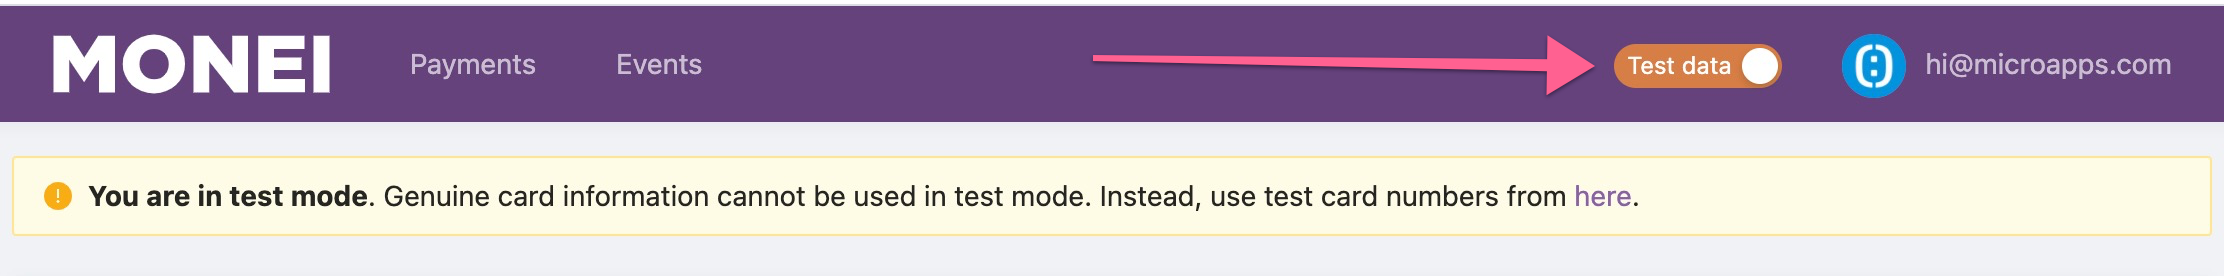 MONEI Payments Events Test data hi@microapps.com
You are in test mode. Genuine card information cannot be used in test mode. Instead, use test card numbers from here.